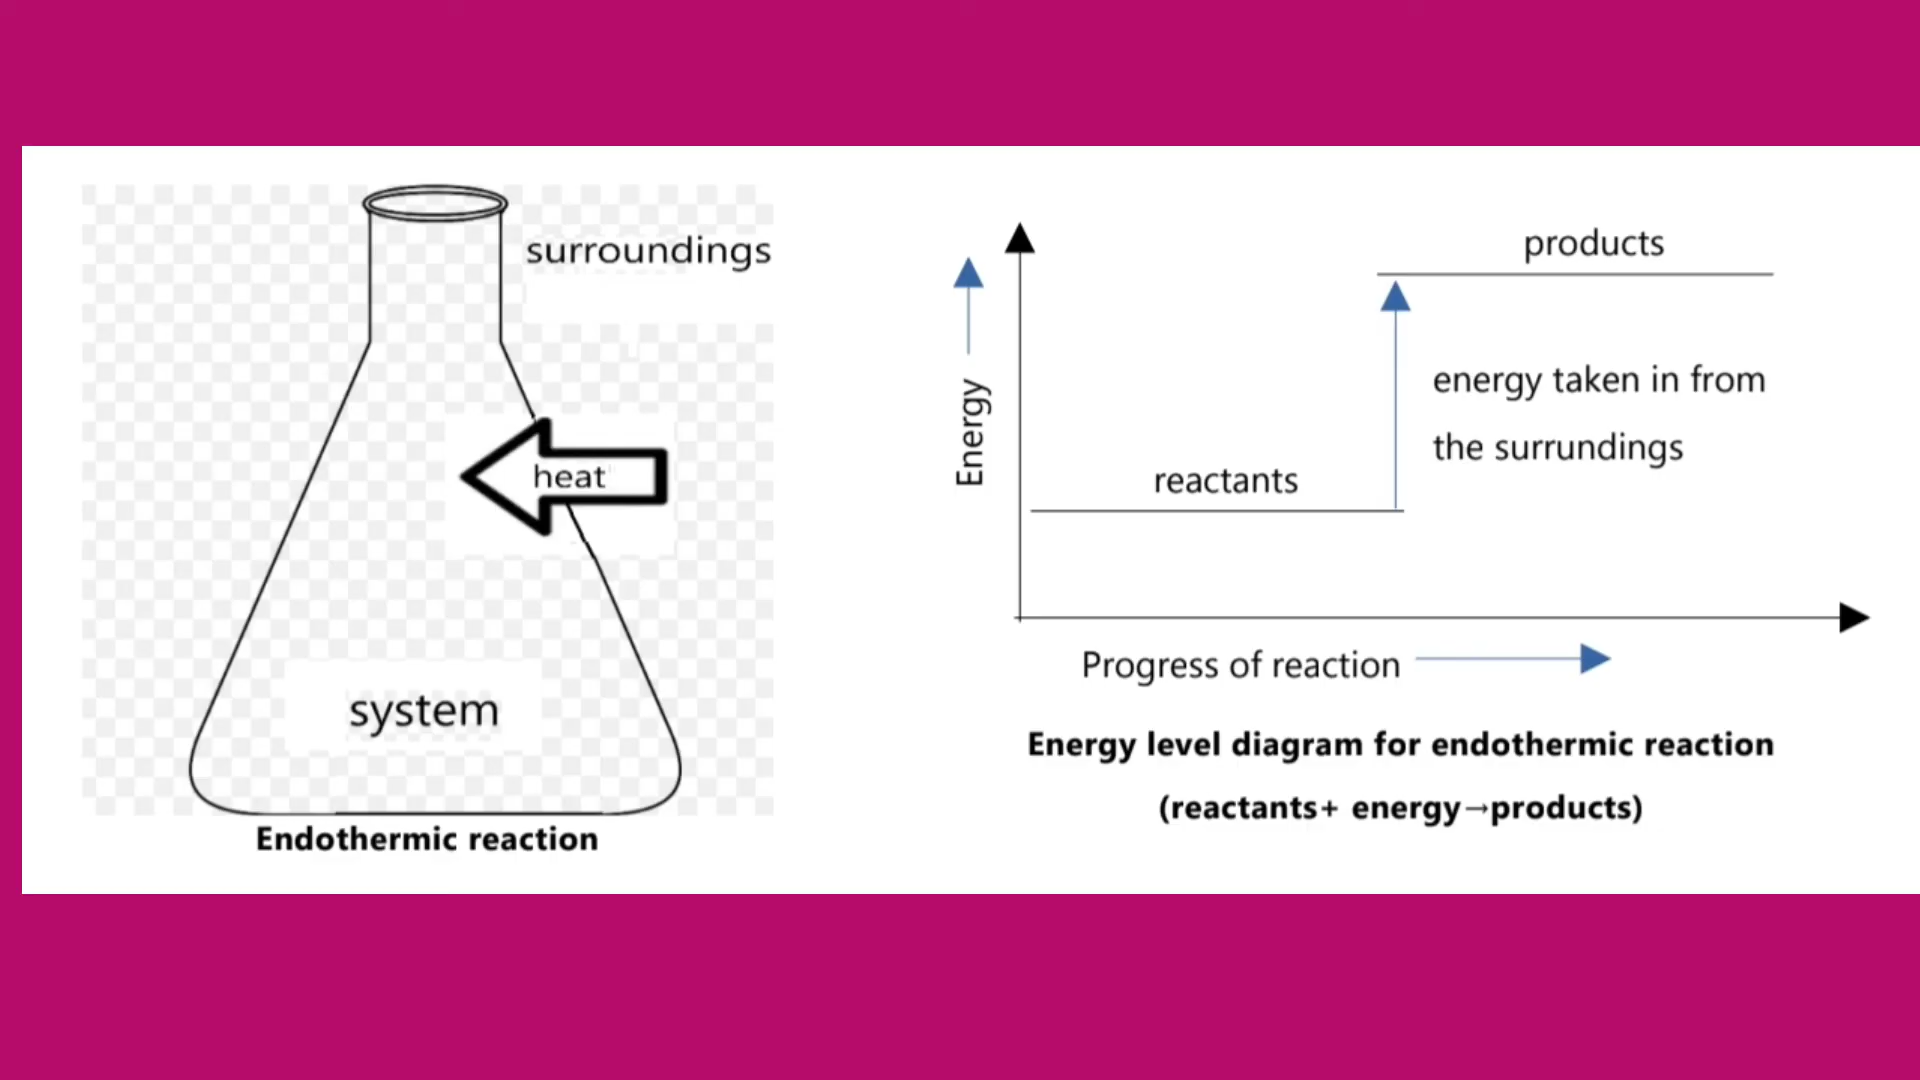 surroundings
heat
system
Endothermic reaction
Energy
products
energy taken in from
the surrundings
reactants
Progress of reaction
Energy level diagram for endothermic reaction
(reactants+ energy→products)